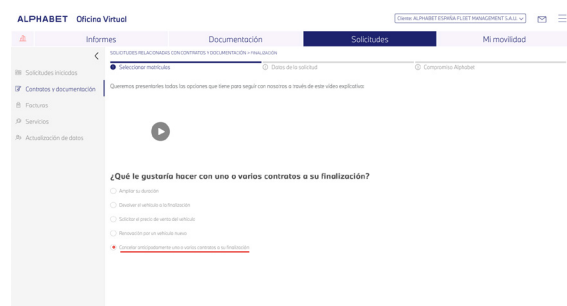 ALPHABET Oficina Virtual
Cliente: ALPHABET ESPAÑA FLEET MANAGEMENT S.A.U.
Informes
Documentación
Solicitudes
Mi movilidad
SOLICITUDES RELACIONADAS CON CONTRATOS Y DOCUMENTACIÓN > FINALIZACIÓN
1 Seleccionar matrículas
2 Datos de la solicitud
3 Compromiso Alphabet
Solicitudes iniciadas
Contratos y documentación
Facturas
Servicios
Actualización de datos
Queremos presentarles todas las opciones que tiene para seguir con nosotros a través de este vídeo explicativo:
¿Qué le gustaría hacer con uno o varios contratos a su finalización?
Ampliar su duración
Devolver el vehículo a la finalización
Solicitar el precio de venta del vehículo
Renovación por un vehículo nuevo
Cancelar anticipadamente uno o varios contratos a su finalización